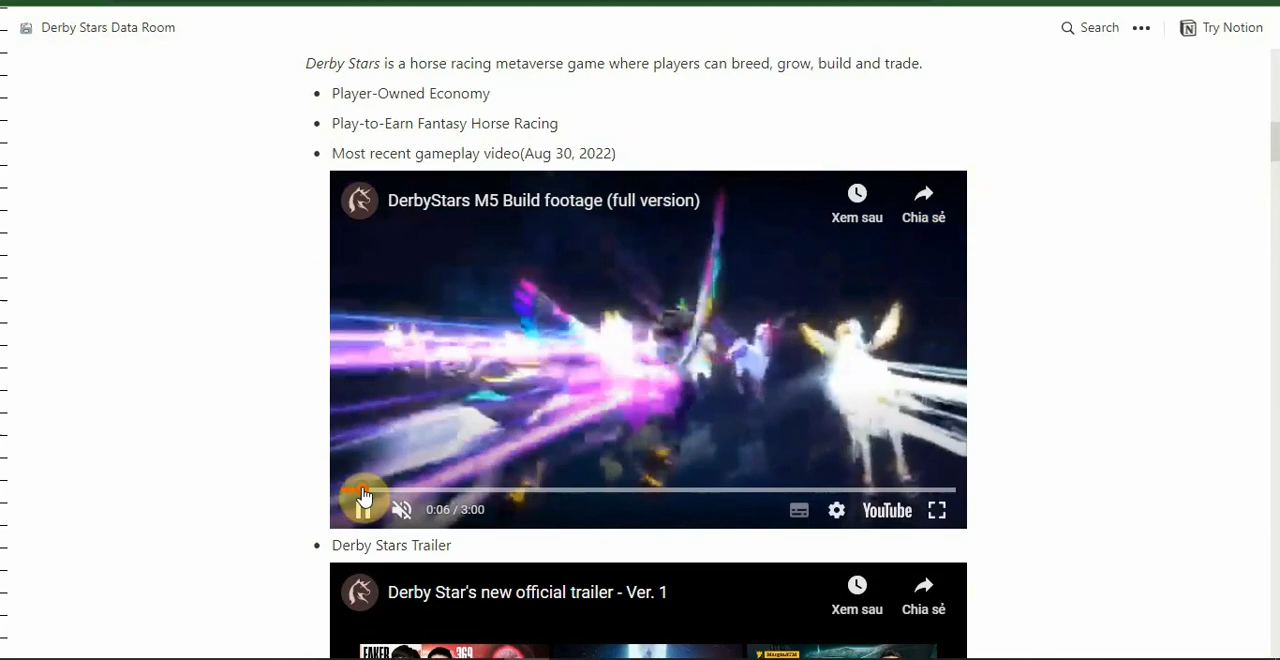 Derby Stars Data Room
Search
Try Notion
Derby Stars is a horse racing metaverse game where players can breed, grow, build and trade.
Player-Owned Economy
Play-to-Earn Fantasy Horse Racing
Most recent gameplay video(Aug 30, 2022)
DerbyStars M5 Build footage (full version)
Xem sau
Chia sẻ
0:06 / 3:00
YouTube
Derby Stars Trailer
Derby Star's new official trailer - Ver. 1
Xem sau
Chia sẻ
FAKER
369